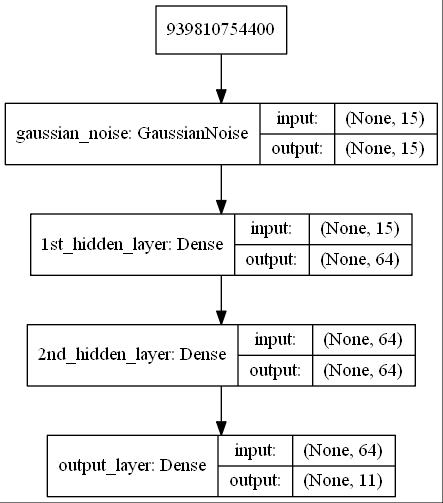 939810754400
gaussian_noise: GaussianNoise
input:
(None, 15)
output:
(None, 15)
1st_hidden_layer: Dense
input:
(None, 15)
output:
(None, 64)
2nd_hidden_layer: Dense
input:
(None, 64)
output:
(None, 64)
output_layer: Dense
input:
(None, 64)
output:
(None, 11)